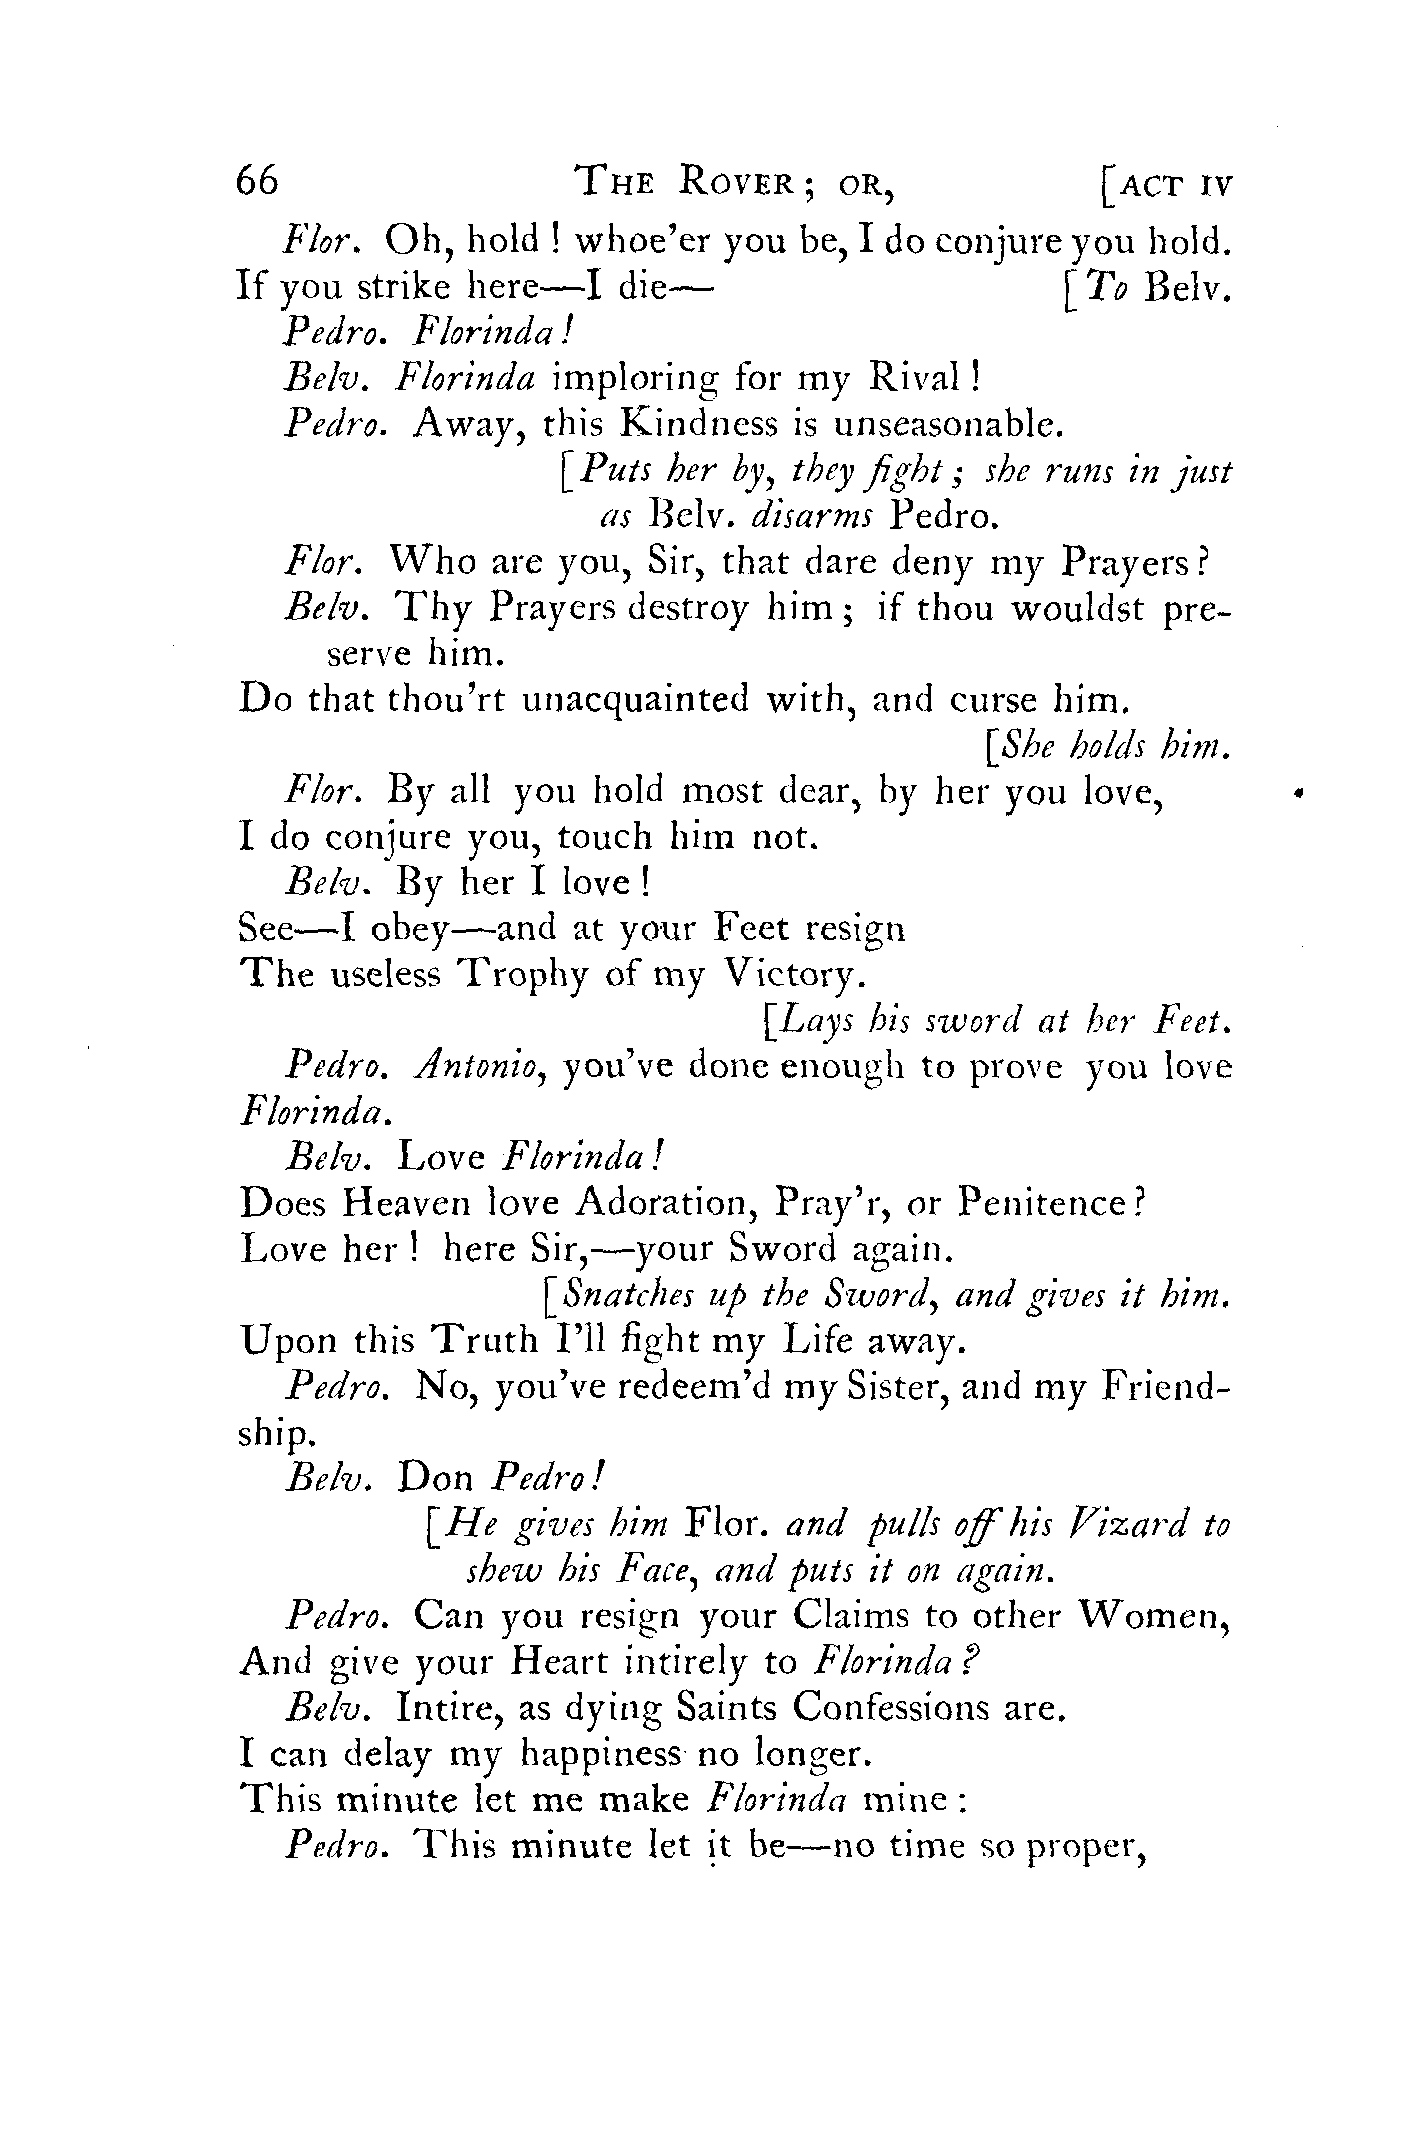 66 THE ROVER; OR, [ACT IV
Flor. Oh, hold! whoe'er you be, I do conjure you hold.
If you strike here—I die— [To Belv.
Pedro. Florinda!
Belv. Florinda imploring for my Rival!
Pedro. Away, this Kindness is unseasonable.
[Puts her by, they fight; she runs in just
as Belv. disarms Pedro.
Flor. Who are you, Sir, that dare deny my Prayers?
Belv. Thy Prayers destroy him; if thou wouldst pre-
serve him.
Do that thou'rt unacquainted with, and curse him.
[She holds him.
Flor. By all you hold most dear, by her you love,
I do conjure you, touch him not.
Belv. By her I love!
See—I obey—and at your Feet resign
The useless Trophy of my Victory.
[Lays his sword at her Feet.
Pedro. Antonio, you've done enough to prove you love
Florinda.
Belv. Love Florinda!
Does Heaven love Adoration, Pray'r, or Penitence?
Love her! here Sir,—your Sword again.
[Snatches up the Sword, and gives it him.
Upon this Truth I'll fight my Life away.
Pedro. No, you've redeem'd my Sister, and my Friend-
ship.
Belv. Don Pedro!
[He gives him Flor. and pulls off his Vizard to
shew his Face, and puts it on again.
Pedro. Can you resign your Claims to other Women,
And give your Heart intirely to Florinda?
Belv. Intire, as dying Saints Confessions are.
I can delay my happiness no longer.
This minute let me make Florinda mine:
Pedro. This minute let it be—no time so proper,